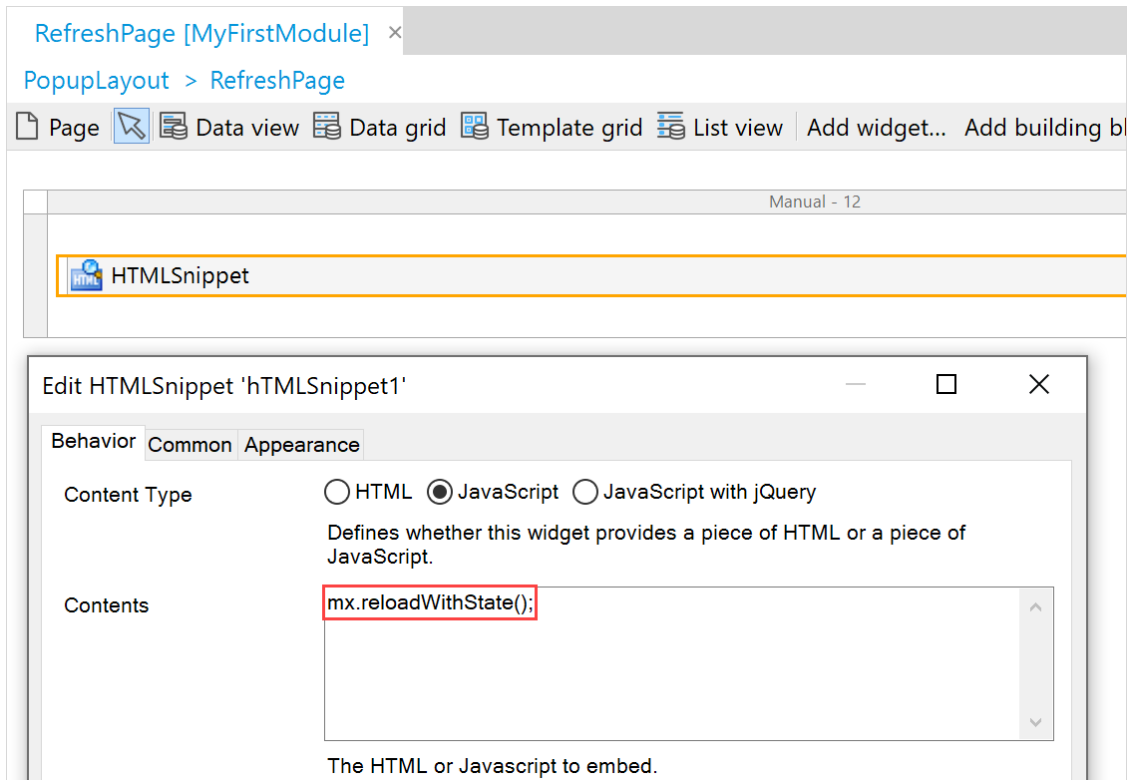 RefreshPage [MyFirstModule] ×
PopupLayout > RefreshPage
Page Data view Data grid Template grid List view Add widget... Add building bl
Manual - 12
HTML HTMLSnippet
Edit HTMLSnippet 'hTMLSnippet1'
Behavior Common Appearance
Content Type HTML JavaScript JavaScript with jQuery
Defines whether this widget provides a piece of HTML or a piece of
JavaScript.
Contents mx.reloadWithState();
The HTML or Javascript to embed.